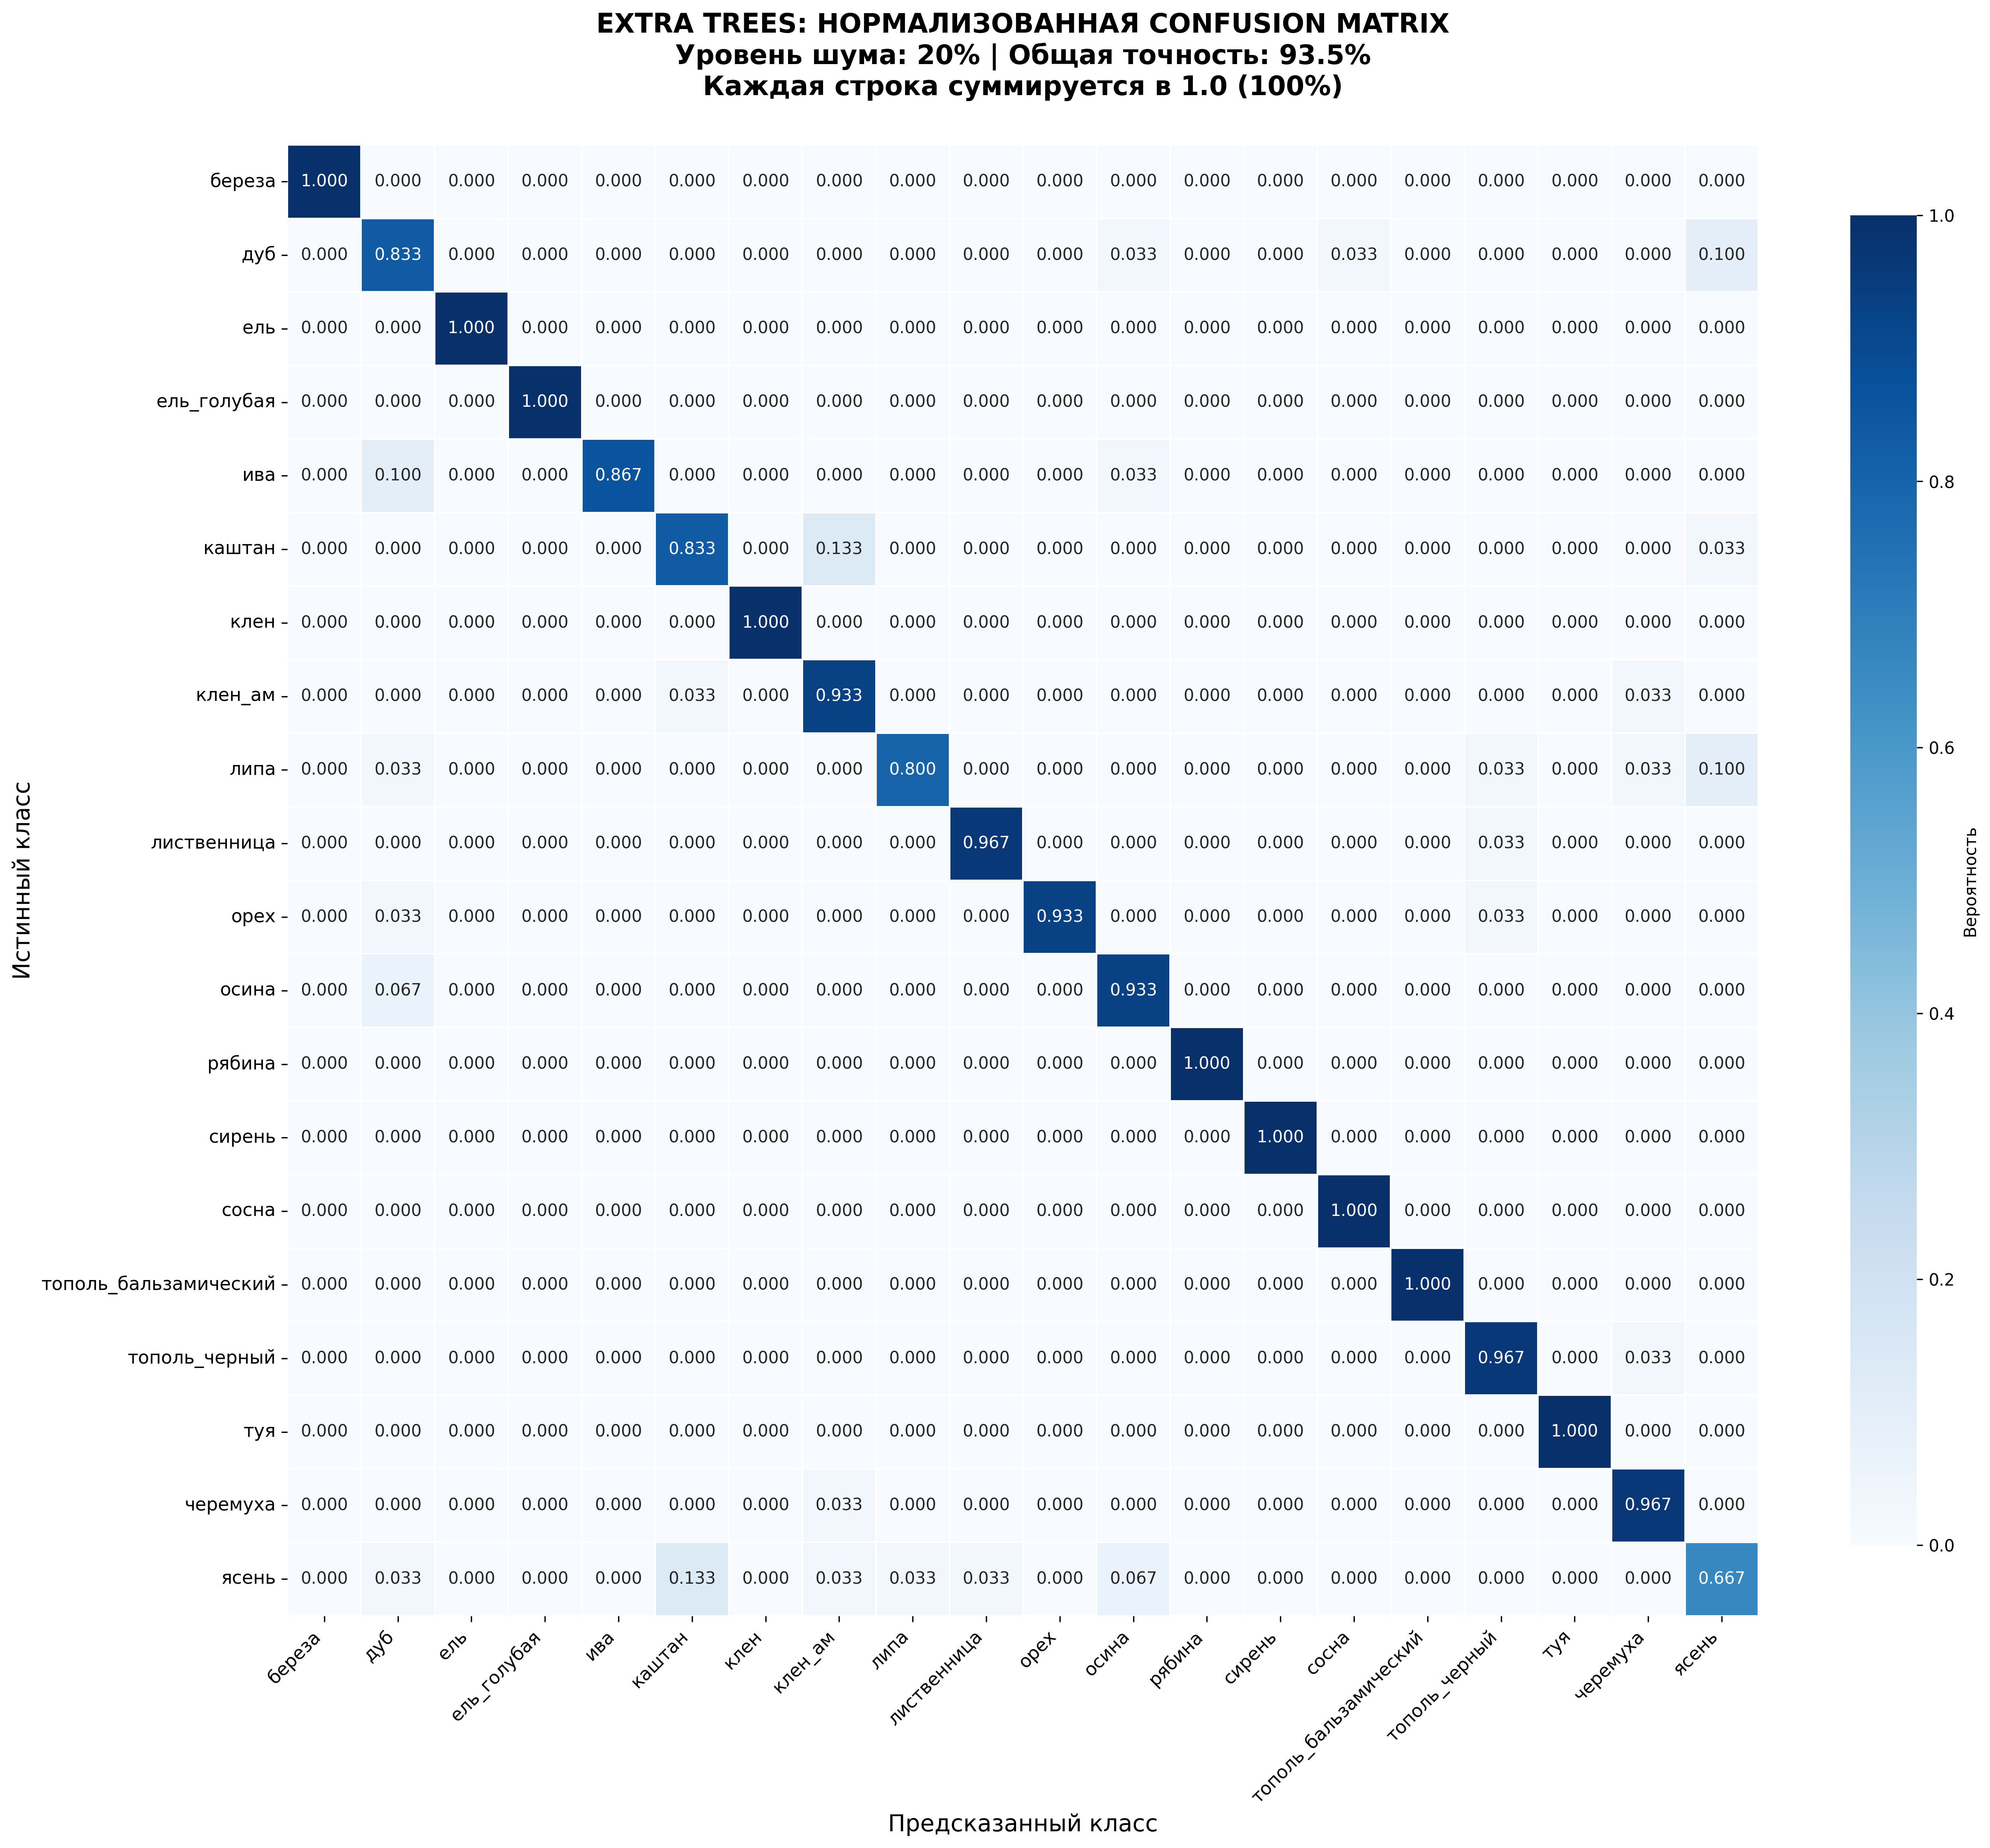 EXTRA TREES: НОРМАЛИЗОВАННАЯ CONFUSION MATRIX
Уровень шума: 20% | Общая точность: 93.5%
Каждая строка суммируется в 1.0 (100%)
береза 1.000 0.000 0.000 0.000 0.000 0.000 0.000 0.000 0.000 0.000 0.000 0.000 0.000 0.000 0.000 0.000 0.000 0.000 0.000 0.000
дуб 0.000 0.833 0.000 0.000 0.000 0.000 0.000 0.000 0.000 0.000 0.000 0.033 0.000 0.000 0.033 0.000 0.000 0.000 0.000 0.100
ель 0.000 0.000 1.000 0.000 0.000 0.000 0.000 0.000 0.000 0.000 0.000 0.000 0.000 0.000 0.000 0.000 0.000 0.000 0.000 0.000
ель_голубая 0.000 0.000 0.000 1.000 0.000 0.000 0.000 0.000 0.000 0.000 0.000 0.000 0.000 0.000 0.000 0.000 0.000 0.000 0.000 0.000
ива 0.000 0.100 0.000 0.000 0.867 0.000 0.000 0.000 0.000 0.000 0.000 0.033 0.000 0.000 0.000 0.000 0.000 0.000 0.000 0.000
каштан 0.000 0.000 0.000 0.000 0.000 0.833 0.000 0.133 0.000 0.000 0.000 0.000 0.000 0.000 0.000 0.000 0.000 0.000 0.000 0.033
клен 0.000 0.000 0.000 0.000 0.000 0.000 1.000 0.000 0.000 0.000 0.000 0.000 0.000 0.000 0.000 0.000 0.000 0.000 0.000 0.000
клен_ам 0.000 0.000 0.000 0.000 0.000 0.033 0.000 0.933 0.000 0.000 0.000 0.000 0.000 0.000 0.000 0.000 0.000 0.000 0.033 0.000
липа 0.000 0.033 0.000 0.000 0.000 0.000 0.000 0.000 0.800 0.000 0.000 0.000 0.000 0.000 0.000 0.000 0.033 0.000 0.033 0.100
лиственница 0.000 0.000 0.000 0.000 0.000 0.000 0.000 0.000 0.000 0.967 0.000 0.000 0.000 0.000 0.000 0.000 0.033 0.000 0.000 0.000
орех 0.000 0.033 0.000 0.000 0.000 0.000 0.000 0.000 0.000 0.000 0.933 0.000 0.000 0.000 0.000 0.000 0.033 0.000 0.000 0.000
осина 0.000 0.067 0.000 0.000 0.000 0.000 0.000 0.000 0.000 0.000 0.000 0.933 0.000 0.000 0.000 0.000 0.000 0.000 0.000 0.000
рябина 0.000 0.000 0.000 0.000 0.000 0.000 0.000 0.000 0.000 0.000 0.000 0.000 1.000 0.000 0.000 0.000 0.000 0.000 0.000 0.000
сирень 0.000 0.000 0.000 0.000 0.000 0.000 0.000 0.000 0.000 0.000 0.000 0.000 0.000 1.000 0.000 0.000 0.000 0.000 0.000 0.000
сосна 0.000 0.000 0.000 0.000 0.000 0.000 0.000 0.000 0.000 0.000 0.000 0.000 0.000 0.000 1.000 0.000 0.000 0.000 0.000 0.000
тополь_бальзамический 0.000 0.000 0.000 0.000 0.000 0.000 0.000 0.000 0.000 0.000 0.000 0.000 0.000 0.000 0.000 1.000 0.000 0.000 0.000 0.000
тополь_черный 0.000 0.000 0.000 0.000 0.000 0.000 0.000 0.000 0.000 0.000 0.000 0.000 0.000 0.000 0.000 0.000 0.967 0.000 0.033 0.000
туя 0.000 0.000 0.000 0.000 0.000 0.000 0.000 0.000 0.000 0.000 0.000 0.000 0.000 0.000 0.000 0.000 0.000 1.000 0.000 0.000
черемуха 0.000 0.000 0.000 0.000 0.000 0.000 0.000 0.033 0.000 0.000 0.000 0.000 0.000 0.000 0.000 0.000 0.000 0.000 0.967 0.000
ясень 0.000 0.033 0.000 0.000 0.000 0.133 0.000 0.033 0.033 0.033 0.000 0.067 0.000 0.000 0.000 0.000 0.000 0.000 0.000 0.667
береза дуб ель ель_голубая ива каштан клен клен_ам липа лиственница орех осина рябина сирень сосна тополь_бальзамический тополь_черный туя черемуха ясень
Предсказанный класс
Истинный класс
1.0
0.8
0.6
0.4
0.2
0.0
Вероятность